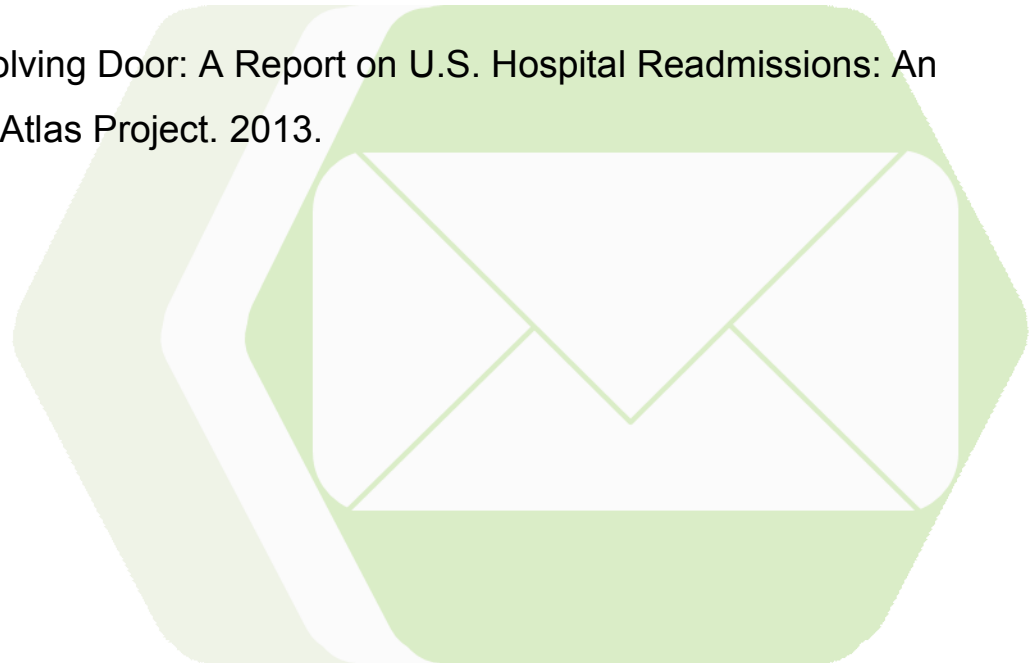 olving Door: A Report on U.S. Hospital Readmissions: An
Atlas Project. 2013.